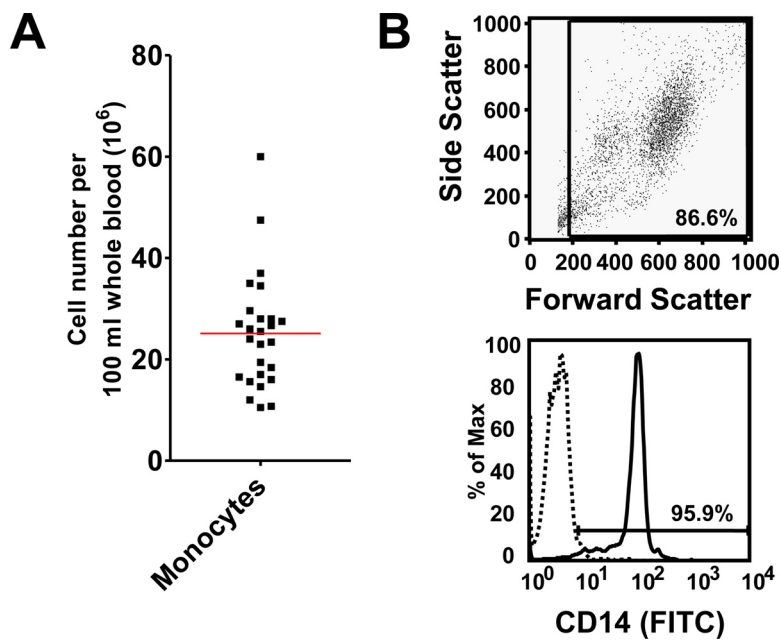 A
Cell number per
100 ml whole blood (10⁶)
80
60
40
20
0
Monocytes
B
Side Scatter
1000
800
600
400
200
0
86.6%
0 200 400 600 800 1000
Forward Scatter
% of Max
100
80
60
40
20
0
95.9%
10⁰ 10¹ 10² 10³ 10⁴
CD14 (FITC)